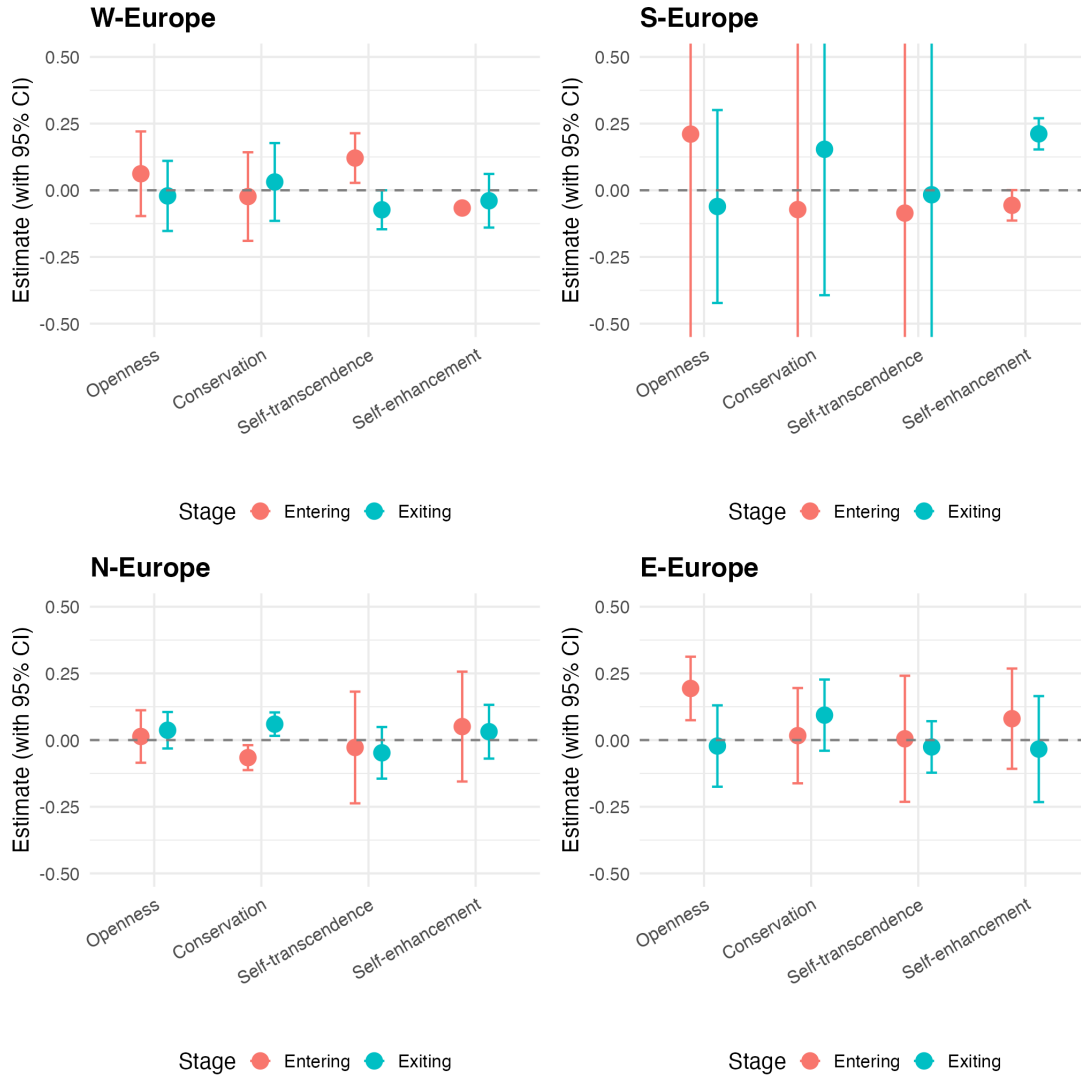 W-Europe
Estimate (with 95% CI)
0.50
0.25
0.00
-0.25
-0.50
Openness
Conservation
Self-transcendence
Self-enhancement
Stage Entering Exiting
S-Europe
Estimate (with 95% CI)
0.50
0.25
0.00
-0.25
-0.50
Openness
Conservation
Self-transcendence
Self-enhancement
Stage Entering Exiting
N-Europe
Estimate (with 95% CI)
0.50
0.25
0.00
-0.25
-0.50
Openness
Conservation
Self-transcendence
Self-enhancement
Stage Entering Exiting
E-Europe
Estimate (with 95% CI)
0.50
0.25
0.00
-0.25
-0.50
Openness
Conservation
Self-transcendence
Self-enhancement
Stage Entering Exiting